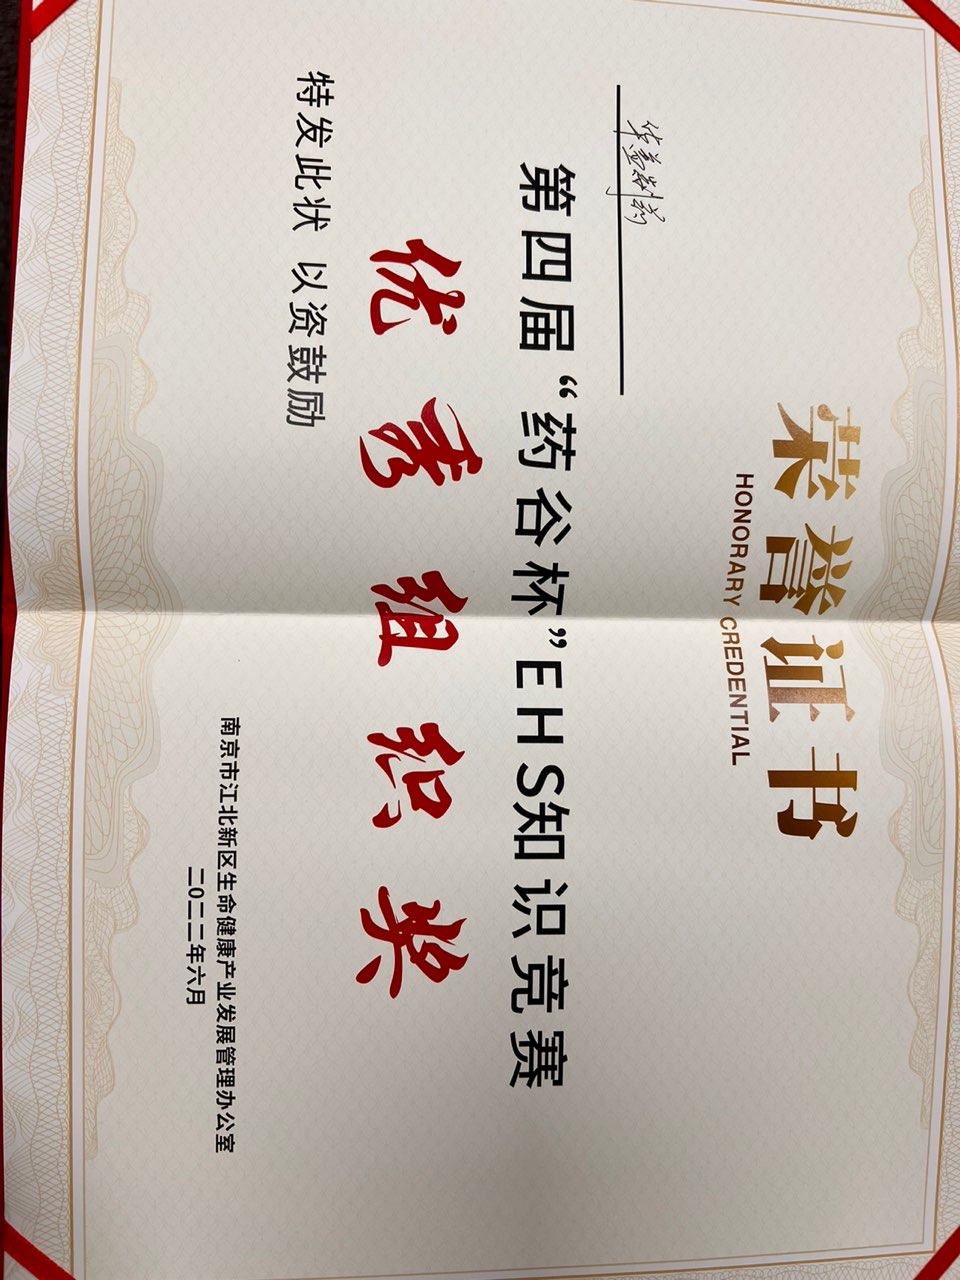 荣誉证书
HONORARY CREDENTIAL
第四届“药谷杯”EHS知识竞赛
优秀组织奖
特发此状 以资鼓励
南京市江北新区生命健康产业发展管理办公室
二0二二年六月